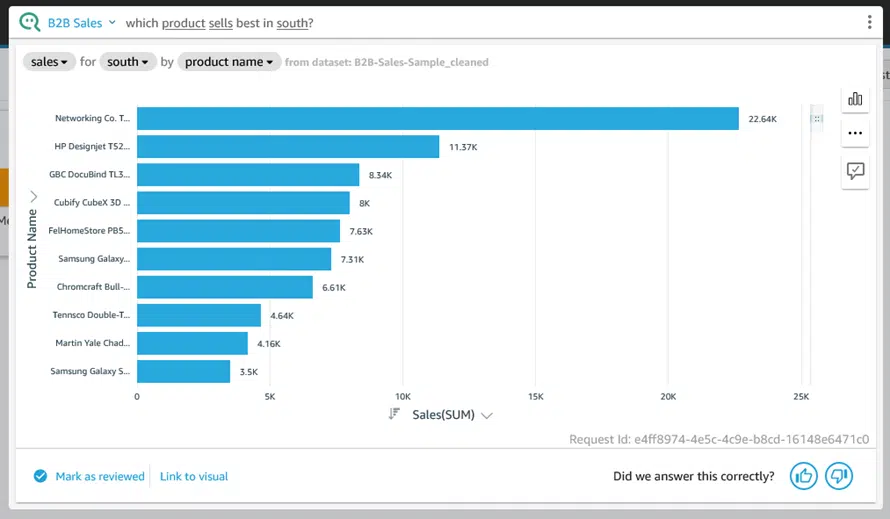 B2B Sales which product sells best in south?
sales for south by product name from dataset: B2B-Sales-Sample_cleaned
Networking Co. T... 22.64K
HP Designjet T52... 11.37K
GBC DocuBind TL3... 8.34K
Cubify CubeX 3D ... 8K
FelHomeStore PB5... 7.63K
Samsung Galaxy... 7.31K
Chromcraft Bull-... 6.61K
Tennsco Double-T... 4.64K
Martin Yale Chad... 4.16K
Samsung Galaxy S... 3.5K
Product Name
0 5K 10K 15K 20K 25K
Sales(SUM)
Request Id: e4ff8974-4e5c-4c9e-b8cd-16148e6471c0
Mark as reviewed Link to visual Did we answer this correctly?